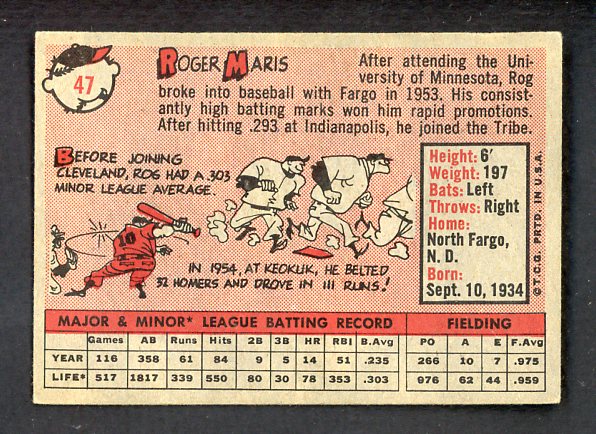 47
ROGER MARIS
After attending the Uni-
versity of Minnesota, Rog
broke into baseball with Fargo in 1953. His consist-
antly high batting marks won him rapid promotions.
After hitting .293 at Indianapolis, he joined the Tribe.
BEFORE JOINING
CLEVELAND, ROG HAD A .303
MINOR LEAGUE AVERAGE.
10
IN 1954, AT KEOKUK, HE BELTED
32 HOMERS AND DROVE IN 111 RUNS!
Height: 6'
Weight: 197
Bats: Left
Throws: Right
Home:
North Fargo,
N. D.
Born:
Sept. 10, 1934
© T.C.G. PRTD. IN U.S.A.
MAJOR & MINOR* LEAGUE BATTING RECORD FIELDING
Games AB Runs Hits 2B 3B HR RBI B.Avg PO A E F.Avg
YEAR 116 358 61 84 9 5 14 51 .235 266 10 7 .975
LIFE* 517 1817 339 550 80 30 78 353 .303 976 62 44 .959